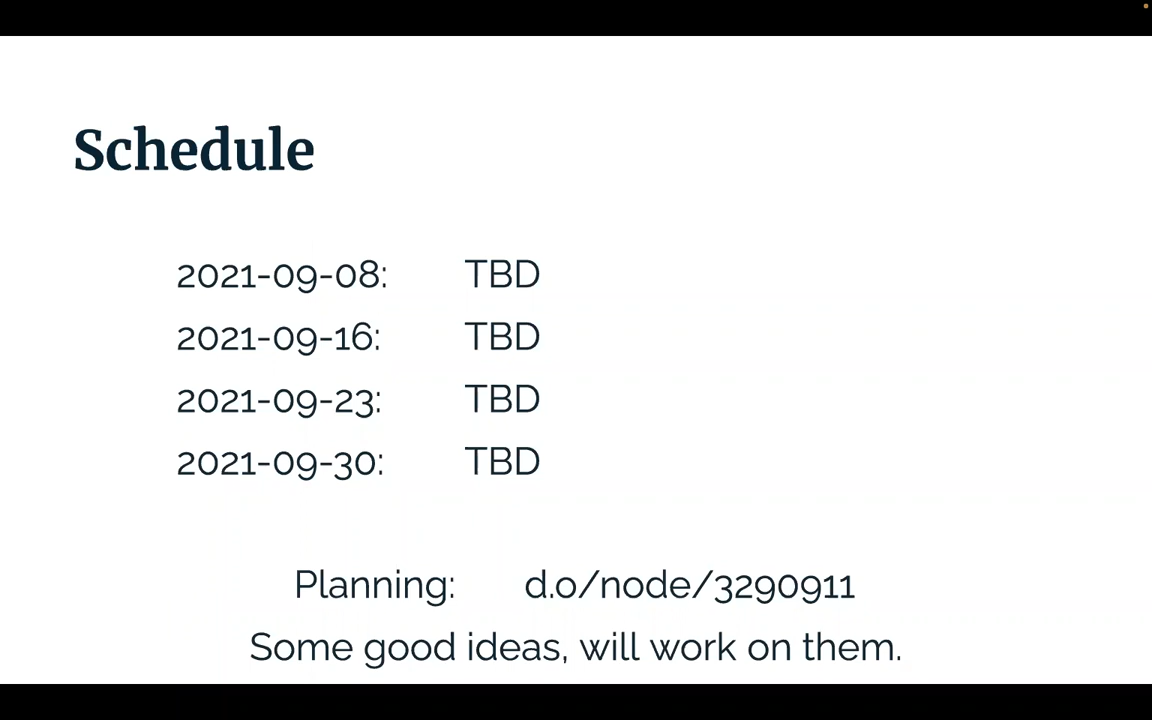 Schedule
2021-09-08: TBD
2021-09-16: TBD
2021-09-23: TBD
2021-09-30: TBD
Planning: d.o/node/3290911
Some good ideas, will work on them.